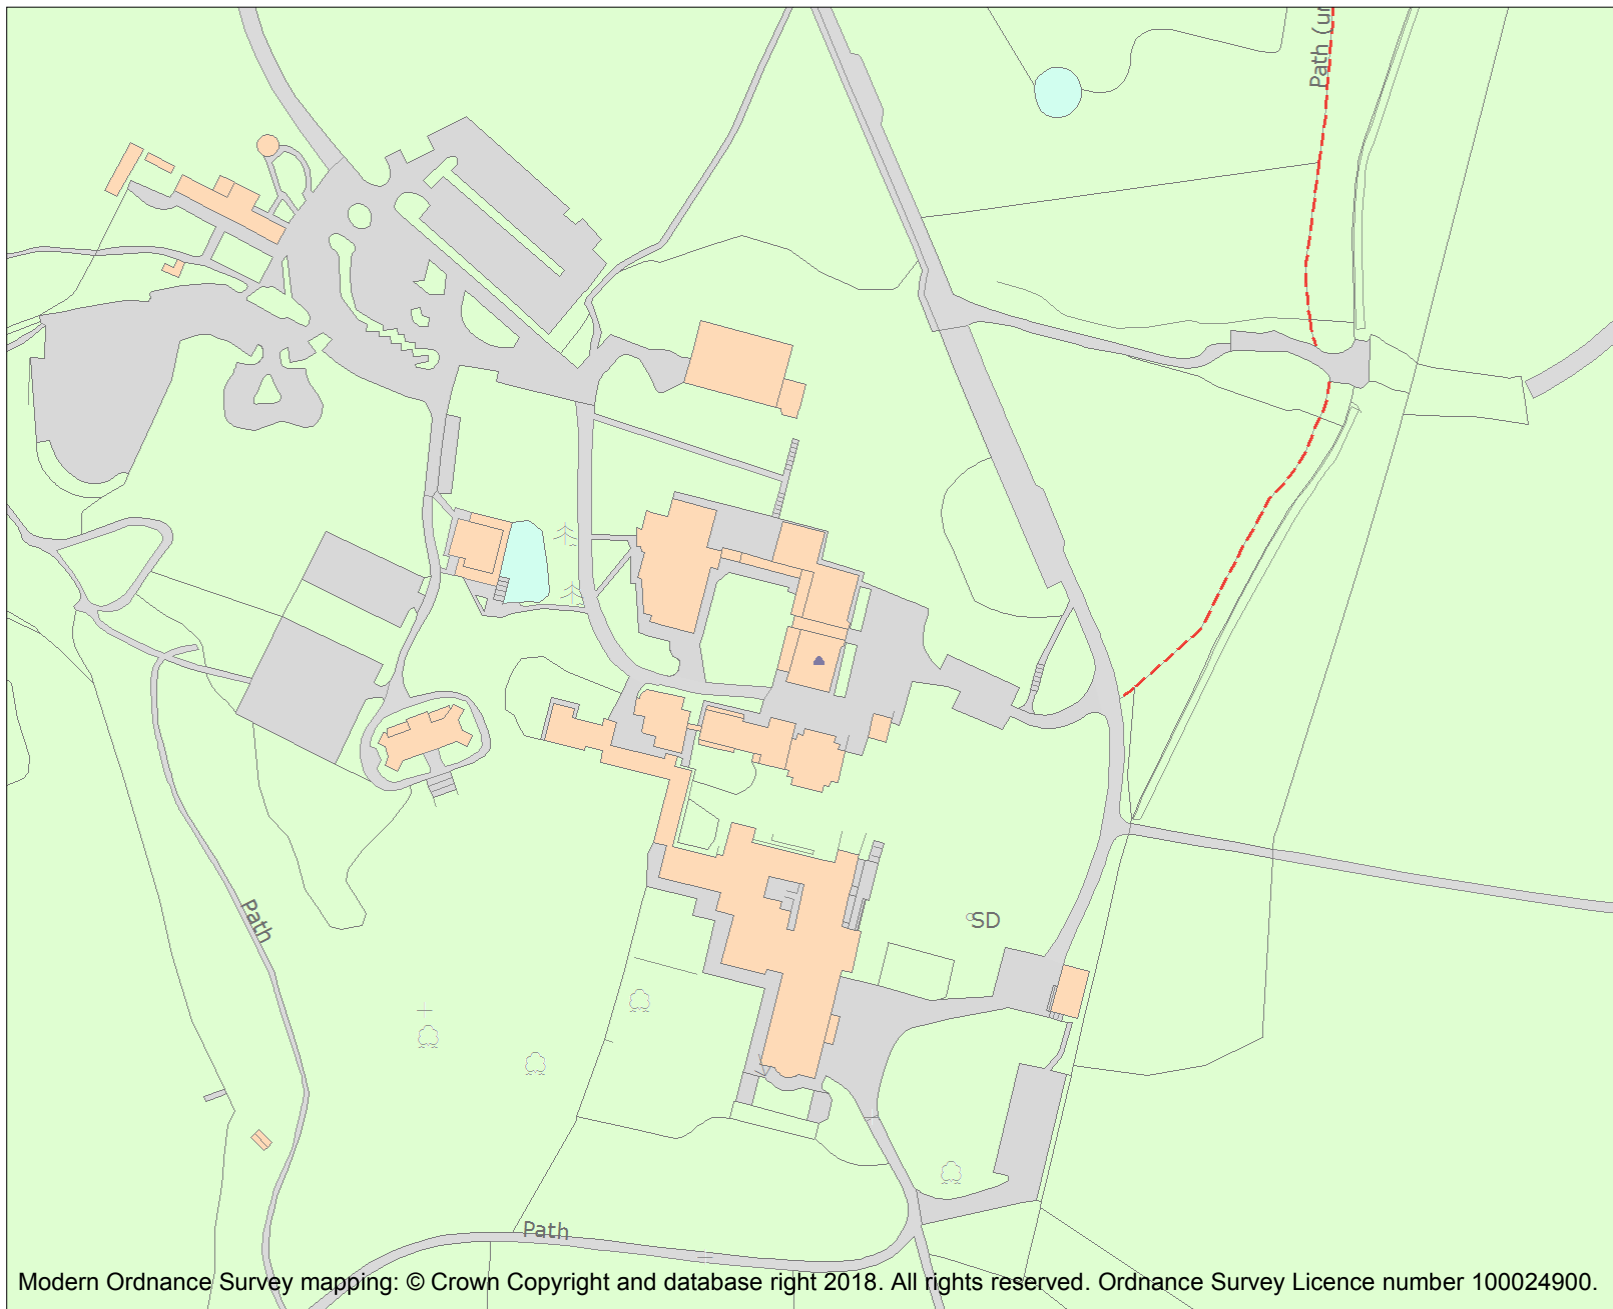 Path (un
Path
SD
Path
Modern Ordnance Survey mapping: © Crown Copyright and database right 2018. All rights reserved. Ordnance Survey Licence number 100024900.